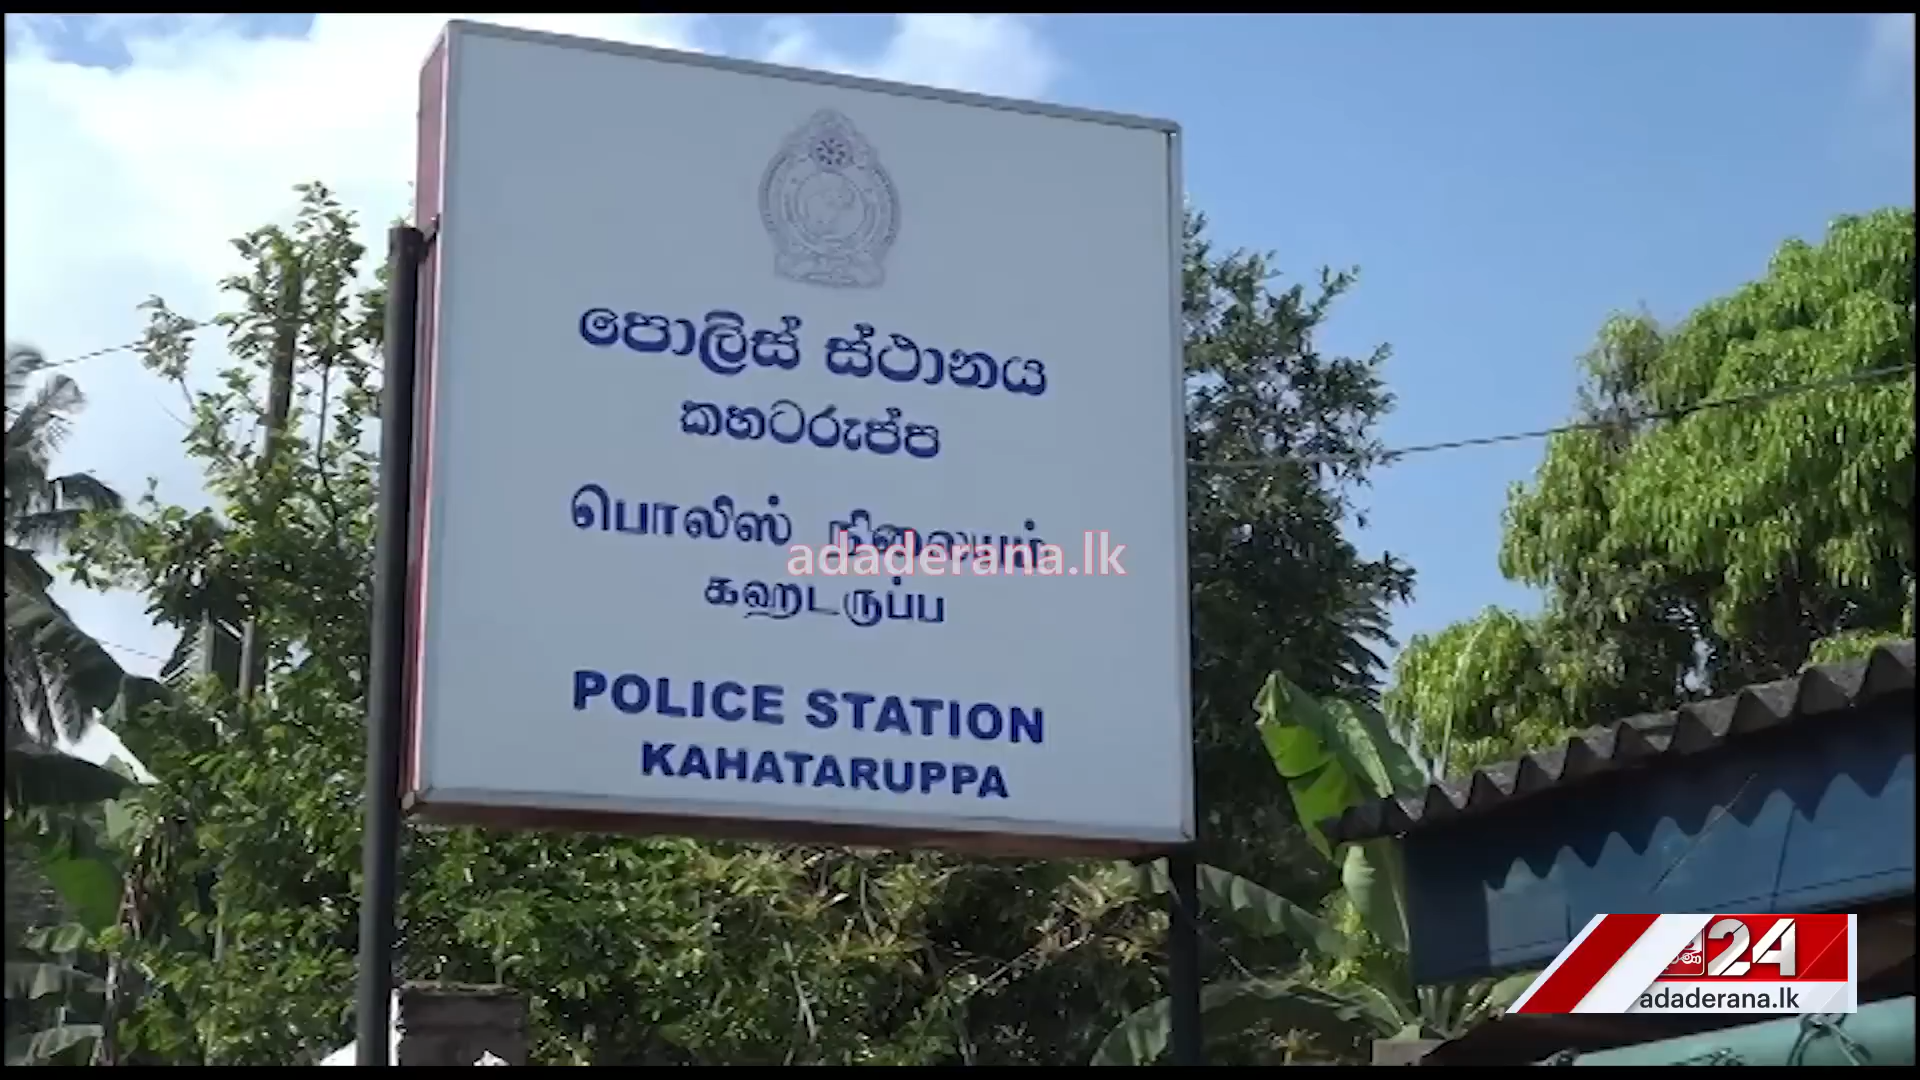 පොලිස් ස්ථානය
කහටරුප්ප
பொலிஸ் நிலையம்
adaderana.lk
கஹடருப்ப
POLICE STATION
KAHATARUPPA
24
adaderana.lk